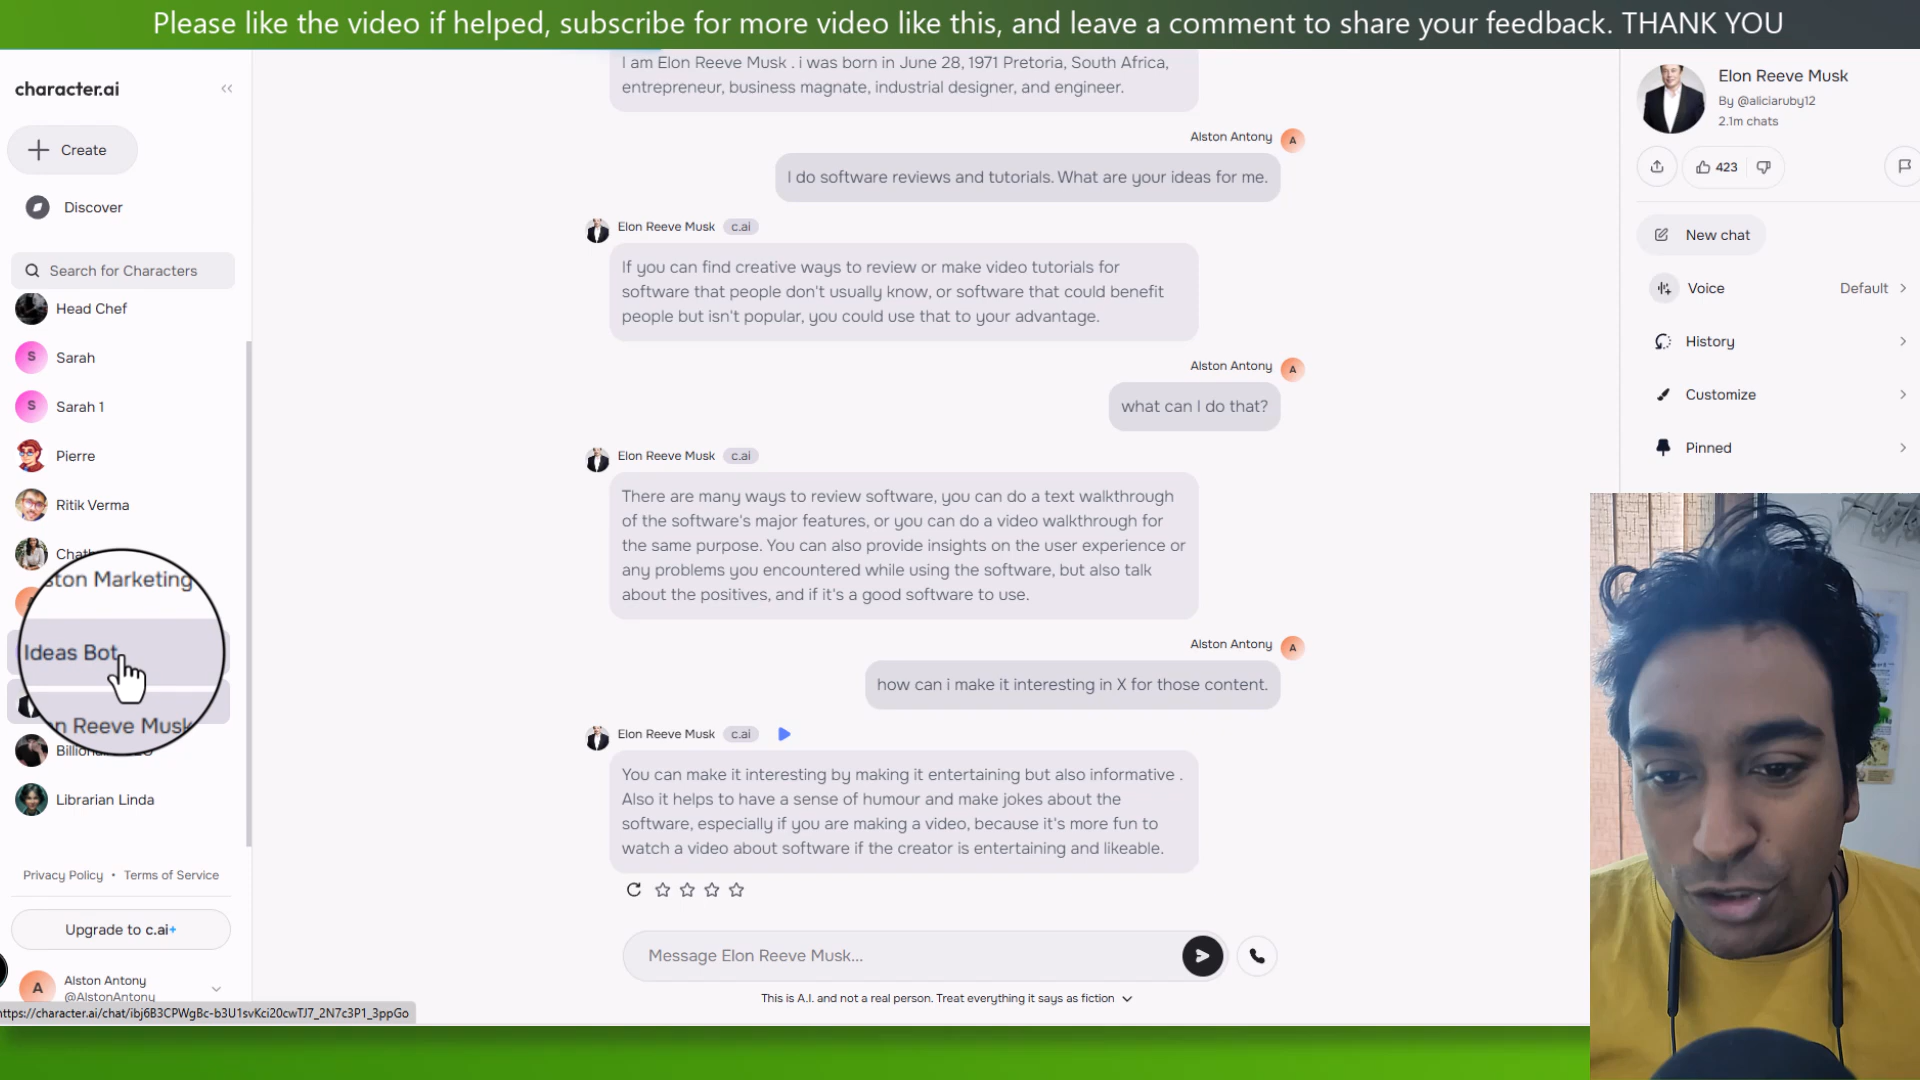 Please like the video if helped, subscribe for more video like this, and leave a comment to share your feedback. THANK YOU
character.ai
Create
Discover
Search for Characters
Head Chef
S
Sarah
S
Sarah 1
Pierre
Ritik Verma
ston Marketing
Ideas Bot
n Reeve Musk
Librarian Linda
Privacy Policy • Terms of Service
Upgrade to c.ai+
A
Alston Antony
@AlstonAntony
https://character.ai/chat/ibj6B3CPWgBc-b3U1svKci20cwTJ7_2N7c3P1_3ppGo
I am Elon Reeve Musk . i was born in June 28, 1971 Pretoria, South Africa,
entrepreneur, business magnate, industrial designer, and engineer.
Alston Antony
A
I do software reviews and tutorials. What are your ideas for me.
Elon Reeve Musk c.ai
If you can find creative ways to review or make video tutorials for
software that people don't usually know, or software that could benefit
people but isn't popular, you could use that to your advantage.
Alston Antony
A
what can I do that?
Elon Reeve Musk c.ai
There are many ways to review software, you can do a text walkthrough
of the software's major features, or you can do a video walkthrough for
the same purpose. You can also provide insights on the user experience or
any problems you encountered while using the software, but also talk
about the positives, and if it's a good software to use.
Alston Antony
A
how can i make it interesting in X for those content.
Elon Reeve Musk c.ai
You can make it interesting by making it entertaining but also informative .
Also it helps to have a sense of humour and make jokes about the
software, especially if you are making a video, because it's more fun to
watch a video about software if the creator is entertaining and likeable.
Message Elon Reeve Musk...
This is A.I. and not a real person. Treat everything it says as fiction
Elon Reeve Musk
By @aliciaruby12
2.1m chats
423
New chat
Voice Default
History
Customize
Pinned